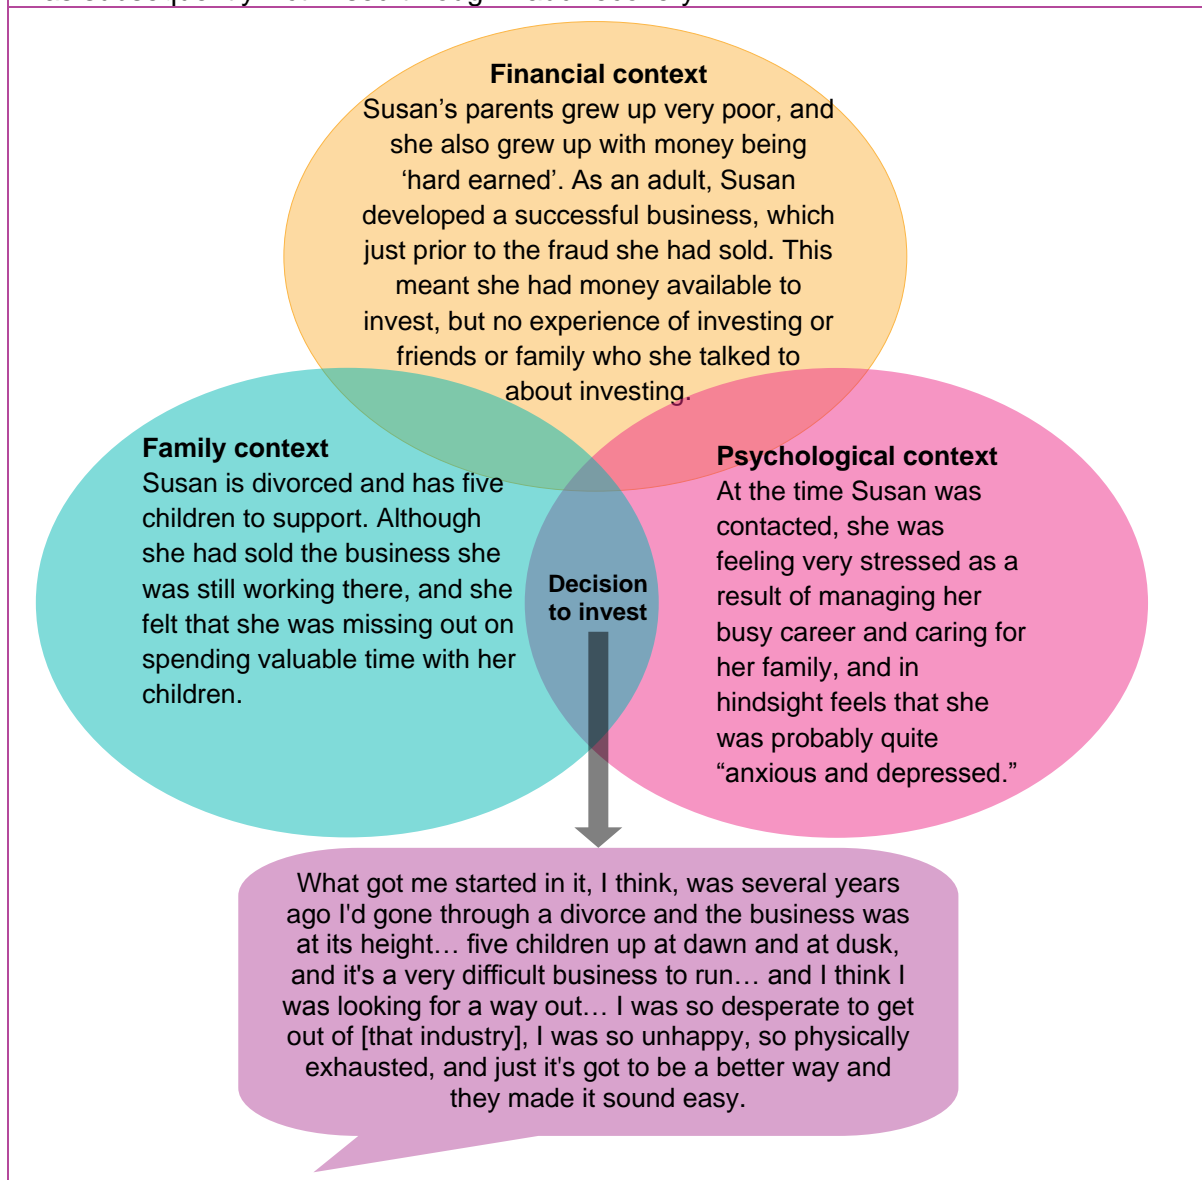 Financial context
Susan's parents grew up very poor, and
she also grew up with money being
'hard earned'. As an adult, Susan
developed a successful business, which
just prior to the fraud she had sold. This
meant she had money available to
invest, but no experience of investing or
friends or family who she talked to
about investing.
Family context
Susan is divorced and has five
children to support. Although
she had sold the business she
was still working there, and she
felt that she was missing out on
spending valuable time with her
children.
Psychological context
At the time Susan was
contacted, she was
feeling very stressed as a
result of managing her
busy career and caring for
her family, and in
hindsight feels that she
was probably quite
“anxious and depressed.”
Decision
to invest
What got me started in it, I think, was several years
ago I'd gone through a divorce and the business was
at its height… five children up at dawn and at dusk,
and it's a very difficult business to run… and I think I
was looking for a way out… I was so desperate to get
out of [that industry], I was so unhappy, so physically
exhausted, and just it's got to be a better way and
they made it sound easy.